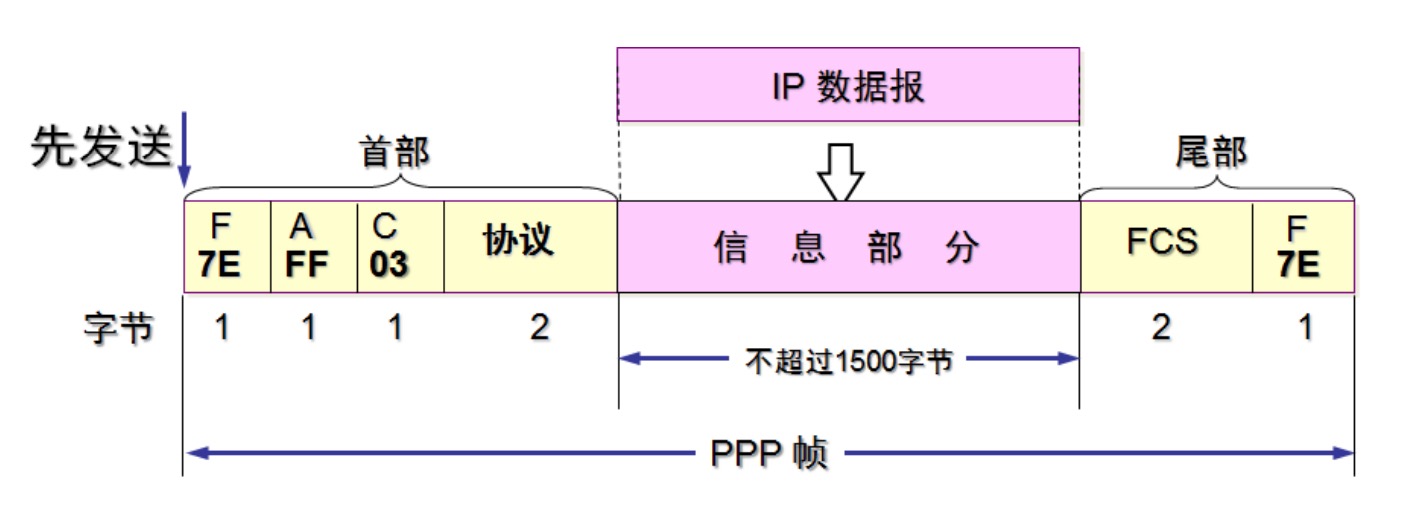 IP 数据报
先发送
首部
尾部
F A C 协议 信 息 部 分 FCS F
7E FF 03 7E
字节 1 1 1 2 2 1
不超过1500字节
PPP 帧